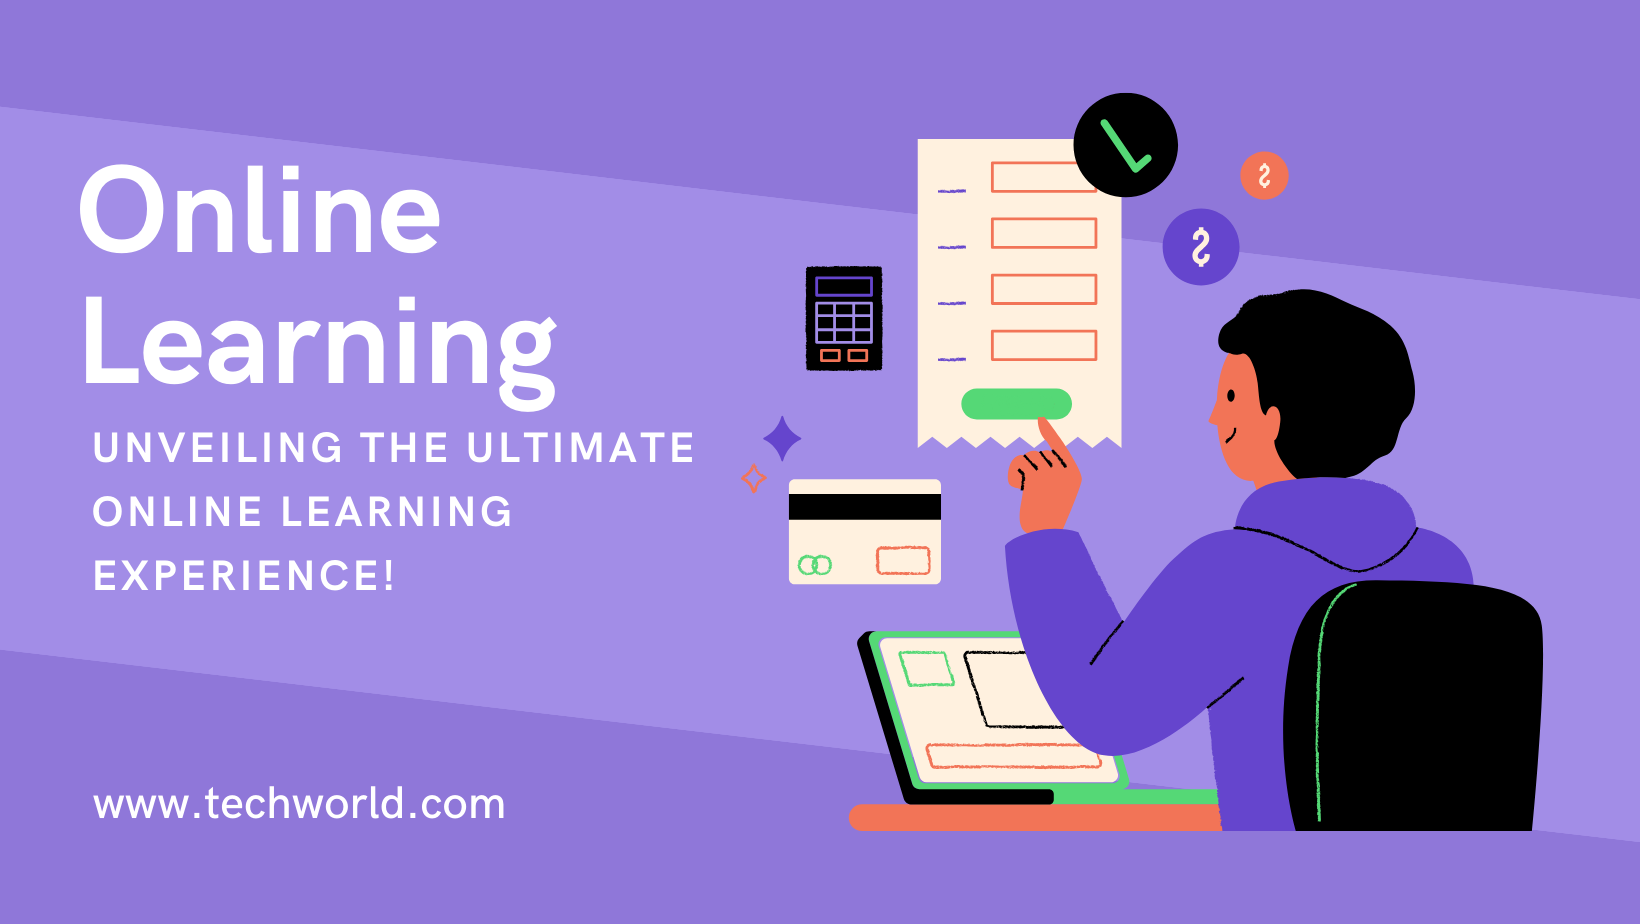 Online
Learning
UNVEILING THE ULTIMATE
ONLINE LEARNING
EXPERIENCE!
www.techworld.com
$
$